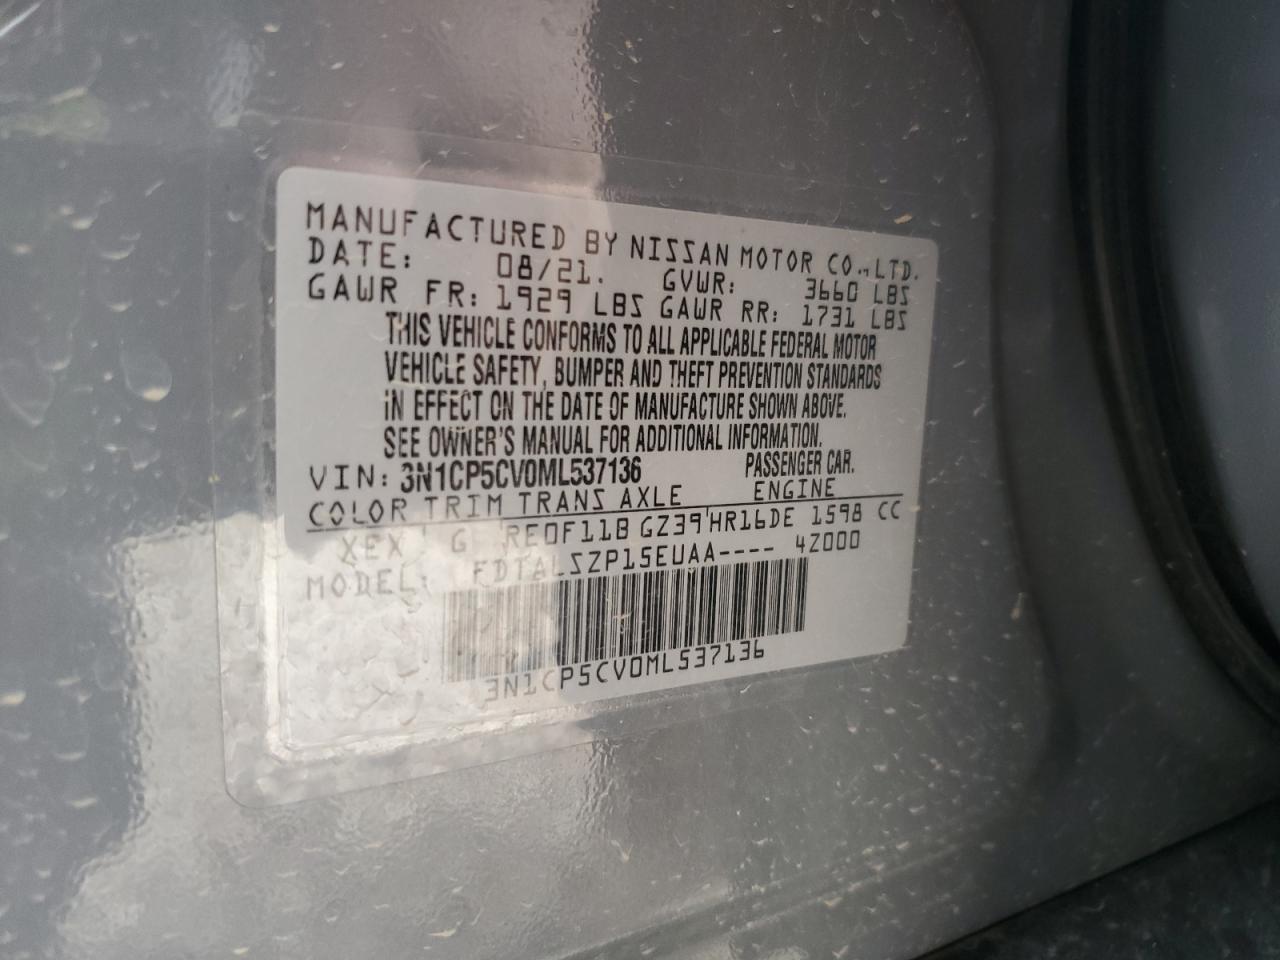 MANUFACTURED BY NISSAN MOTOR CO.,LTD.
DATE: 08/21. GVWR: 3660 LBS
GAWR FR: 1929 LBS GAWR RR: 1731 LBS
THIS VEHICLE CONFORMS TO ALL APPLICABLE FEDERAL MOTOR
VEHICLE SAFETY, BUMPER AND THEFT PREVENTION STANDARDS
IN EFFECT ON THE DATE OF MANUFACTURE SHOWN ABOVE.
SEE OWNER'S MANUAL FOR ADDITIONAL INFORMATION.
VIN: 3N1CP5CV0ML537136 PASSENGER CAR.
COLOR TRIM TRANS AXLE ENGINE
XEX G RE0F11B GZ39 HR16DE 1598 CC
MODEL: FDTALSZP15EUAA---- 4Z000
3N1CP5CV0ML537136